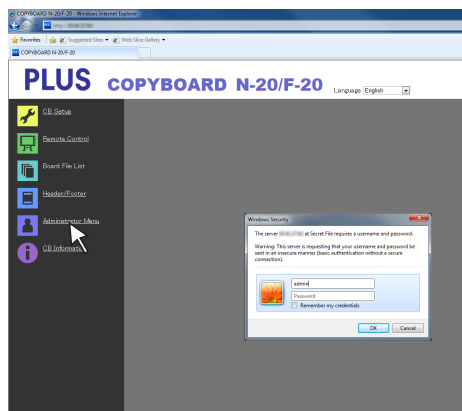 COPYBOARD N-20/F-20 - Windows Internet Explorer
http://
Favorites Suggested Sites Web Slice Gallery
COPYBOARD N-20/F-20
PLUS COPYBOARD N-20/F-20 Language English
CB Setup
Remote Control
Board File List
Header/Footer
Administrator Menu
CB Informati
Windows Security
The server at Secret File requires a username and password.
Warning: This server is requesting that your username and password be
sent in an insecure manner (basic authentication without a secure
connection).
admin
Password
Remember my credentials
OK Cancel